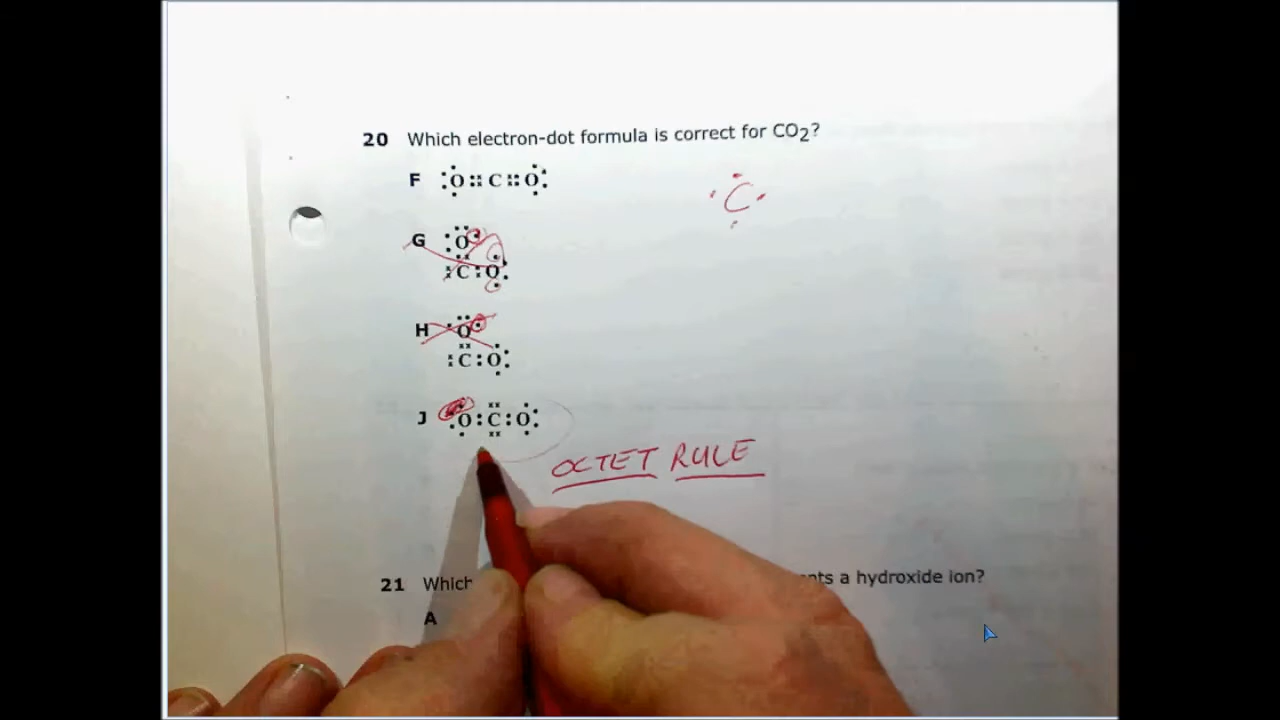 20 Which electron-dot formula is correct for CO2?
F :O::C::O:
C
G :O
:C:O:
H :O
:C:O:
J :O:C:O:
OCTET RULE
21 Which nts a hydroxide ion?
A